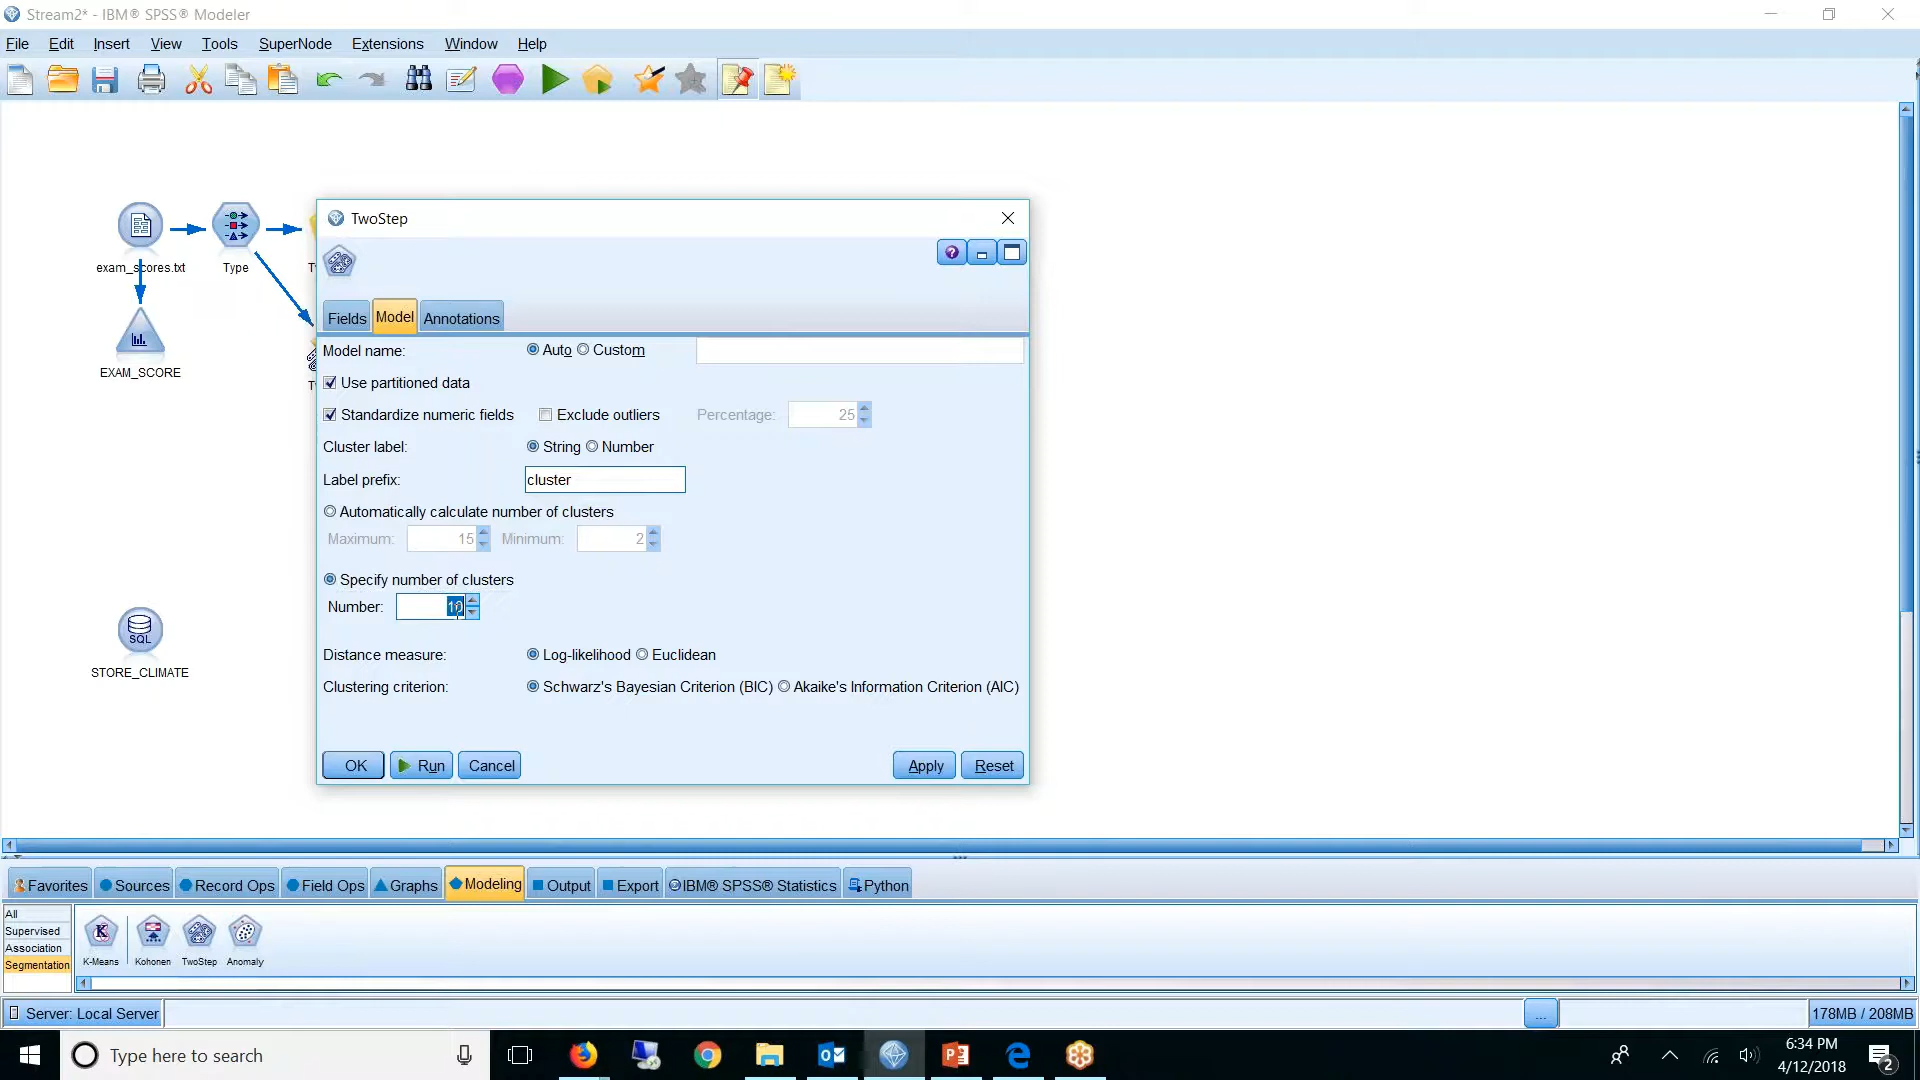 Stream2* - IBM® SPSS® Modeler
File Edit Insert View Tools SuperNode Extensions Window Help
exam_scores.txt
Type
EXAM_SCORE
SQL
STORE_CLIMATE
TwoStep
Fields Model Annotations
Model name: Auto Custom
Use partitioned data
Standardize numeric fields Exclude outliers Percentage: 25
Cluster label: String Number
Label prefix: cluster
Automatically calculate number of clusters
Maximum: 15 Minimum: 2
Specify number of clusters
Number: 10
Distance measure: Log-likelihood Euclidean
Clustering criterion: Schwarz's Bayesian Criterion (BIC) Akaike's Information Criterion (AIC)
OK Run Cancel Apply Reset
Favorites Sources Record Ops Field Ops Graphs Modeling Output Export IBM® SPSS® Statistics Python
All
Supervised
Association
Segmentation
K-Means Kohonen TwoStep Anomaly
Server: Local Server ... 178MB / 208MB
Type here to search
6:34 PM
4/12/2018
2